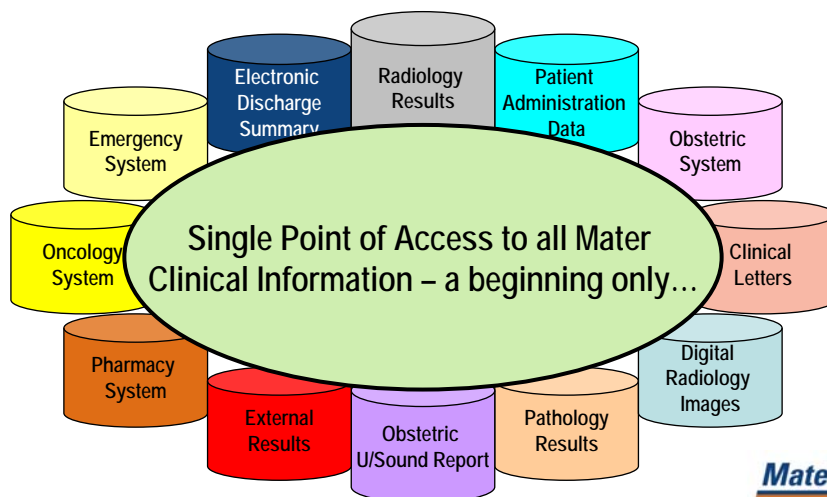 Electronic
Discharge
Summary
Radiology
Results
Patient
Administration
Data
Emergency
System
Obstetric
System
Single Point of Access to all Mater
Clinical Information – a beginning only…
Oncology
System
Clinical
Letters
Pharmacy
System
Digital
Radiology
Images
External
Results
Obstetric
U/Sound Report
Pathology
Results
Mate